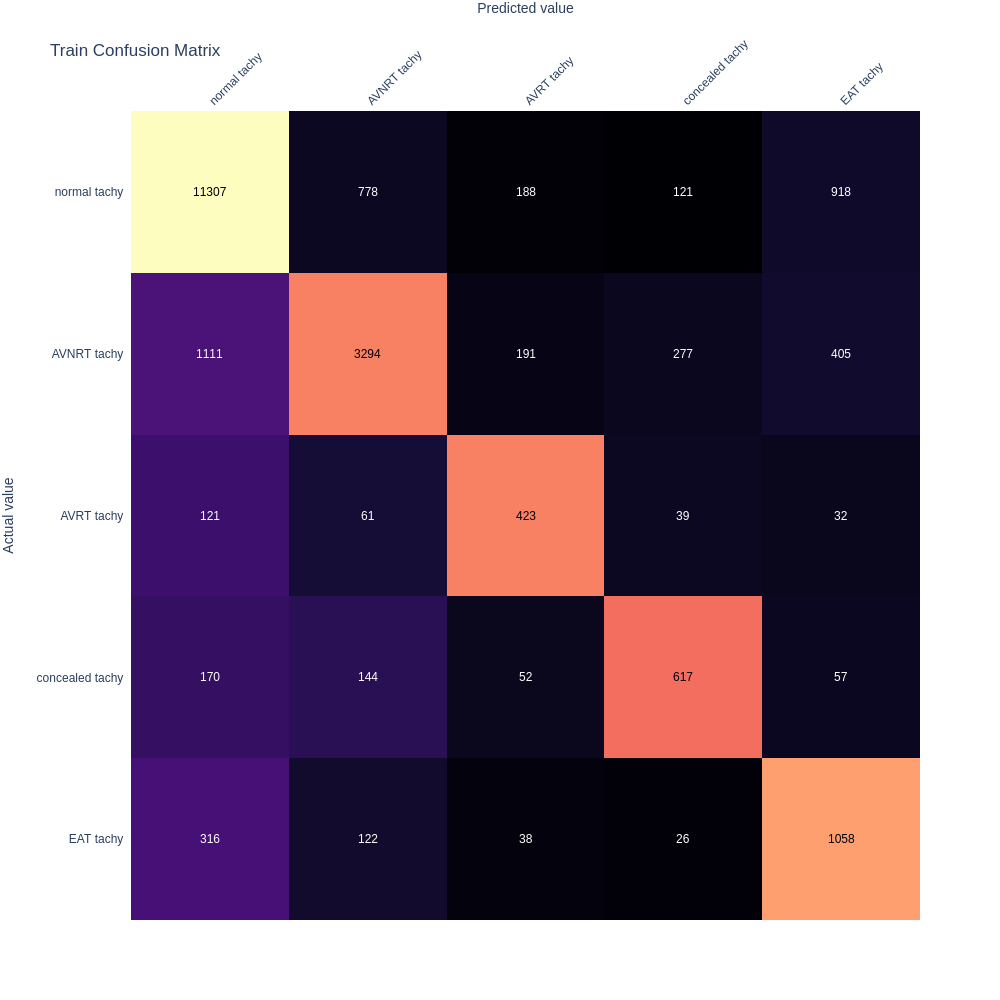 Predicted value
Train Confusion Matrix
normal tachy AVNRT tachy AVRT tachy concealed tachy EAT tachy
normal tachy 11307 778 188 121 918
AVNRT tachy 1111 3294 191 277 405
Actual value
AVRT tachy 121 61 423 39 32
concealed tachy 170 144 52 617 57
EAT tachy 316 122 38 26 1058